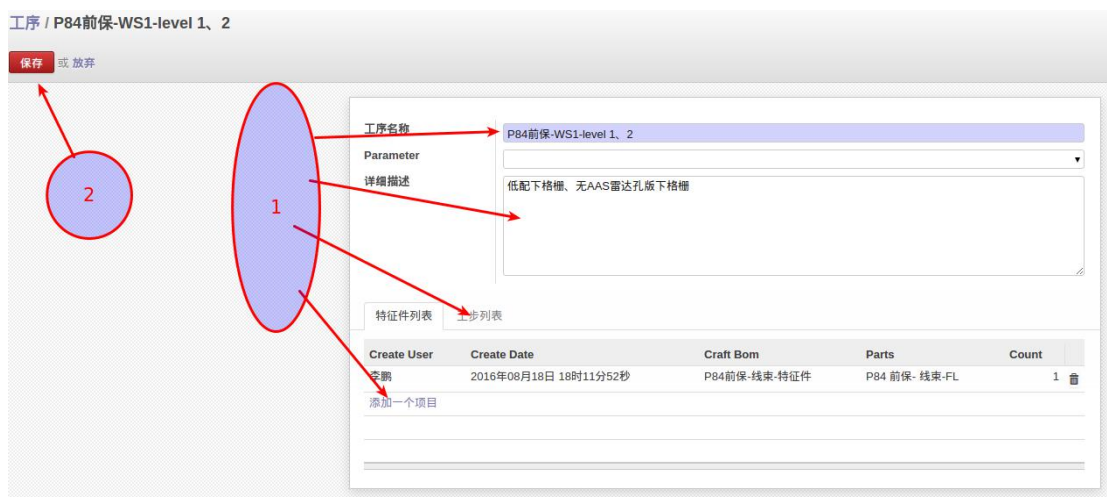 工序 / P84前保-WS1-level 1、2
保存 或 放弃
工序名称 P84前保-WS1-level 1、2
Parameter
详细描述 低配下格栅、无AAS雷达孔版下格栅
2
1
特征件列表 工步列表
Create User Create Date Craft Bom Parts Count
李鹏 2016年08月18日 18时11分52秒 P84前保-线束-特征件 P84 前保- 线束-FL 1
添加一个项目